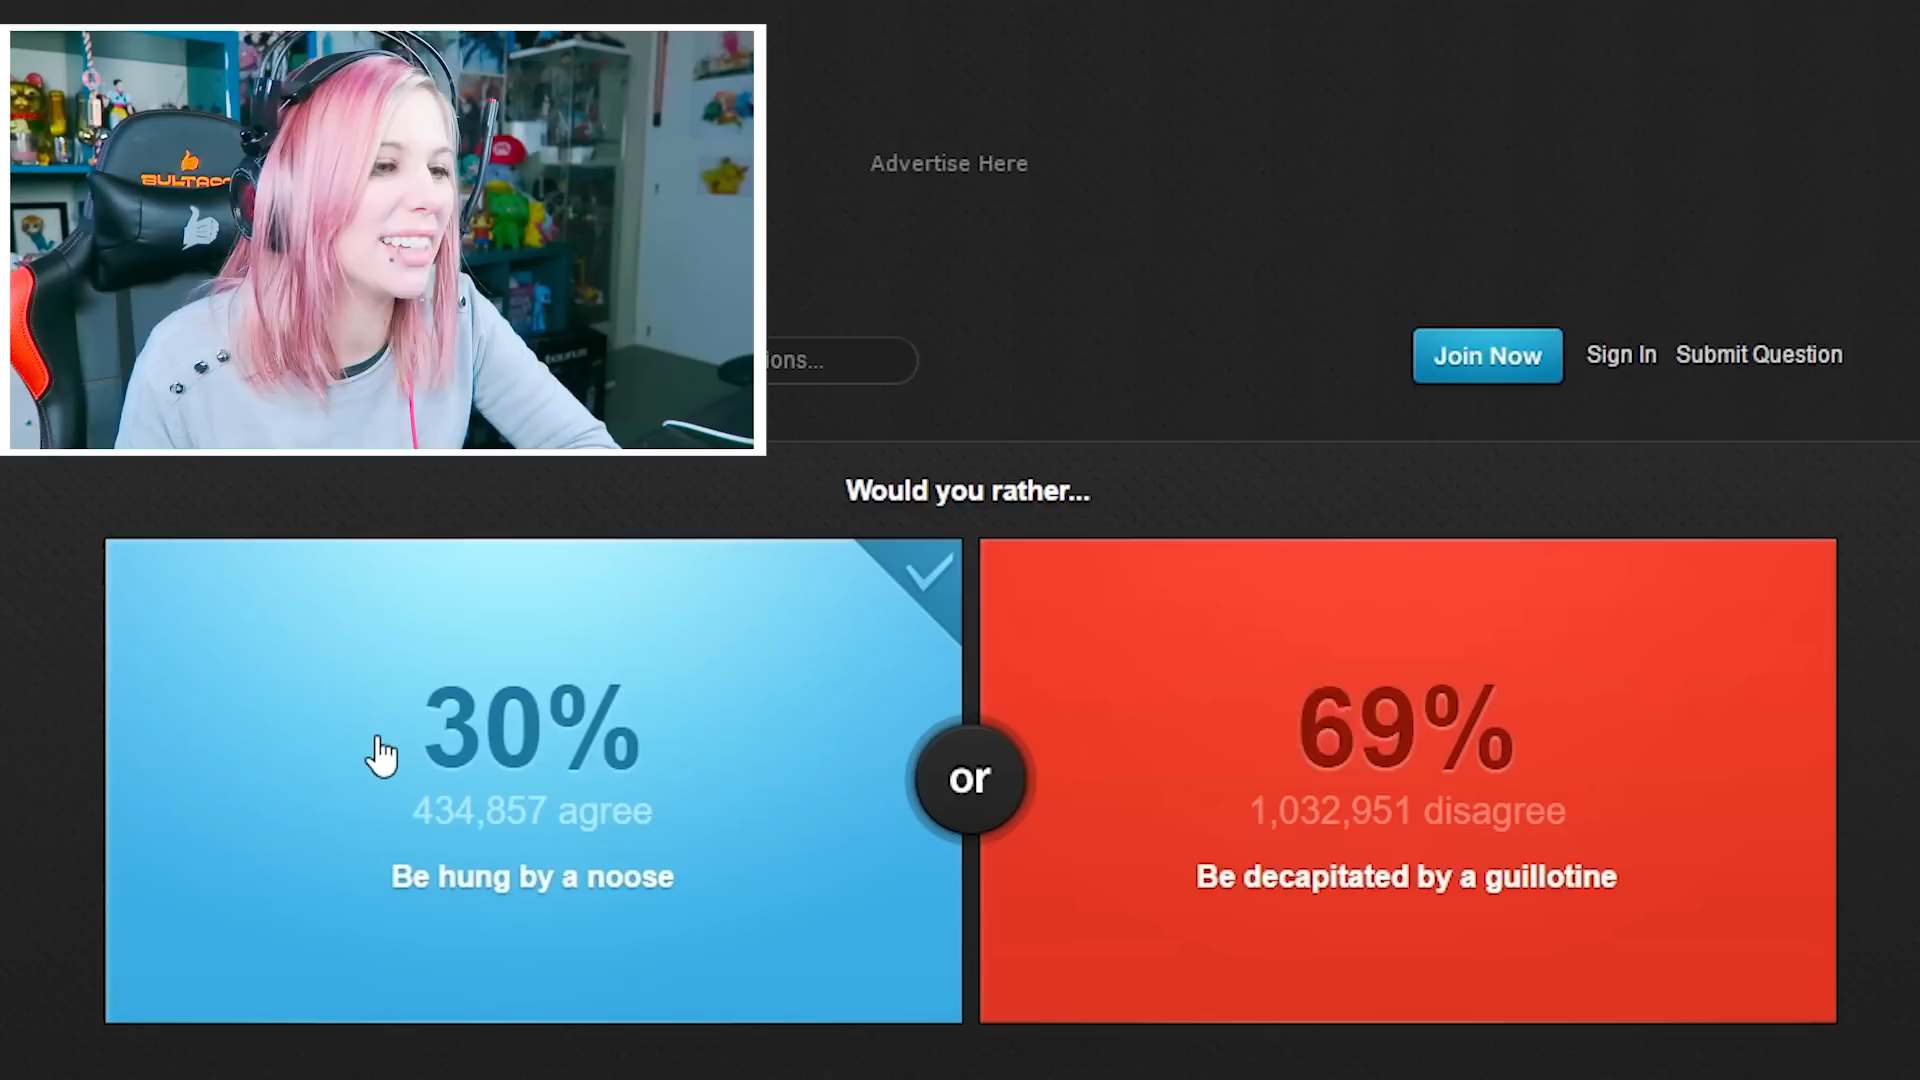 BULTACO
Advertise Here
ions...
Join Now
Sign In
Submit Question
Would you rather...
30%
434,857 agree
Be hung by a noose
or
69%
1,032,951 disagree
Be decapitated by a guillotine